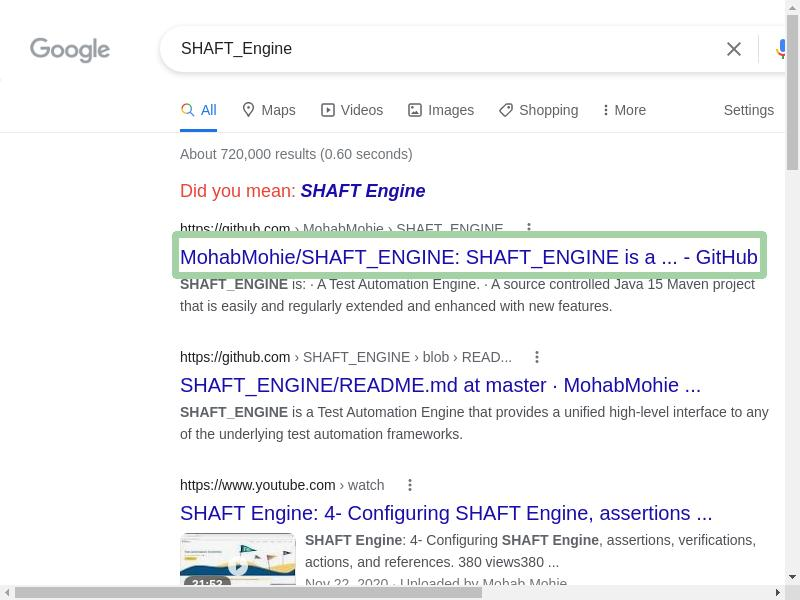 Google
SHAFT_Engine
All Maps Videos Images Shopping More Settings
About 720,000 results (0.60 seconds)
Did you mean: SHAFT Engine
https://github.com › MohabMohie › SHAFT_ENGINE
MohabMohie/SHAFT_ENGINE: SHAFT_ENGINE is a ... - GitHub
SHAFT_ENGINE is: · A Test Automation Engine. · A source controlled Java 15 Maven project
that is easily and regularly extended and enhanced with new features.
https://github.com › SHAFT_ENGINE › blob › READ...
SHAFT_ENGINE/README.md at master · MohabMohie ...
SHAFT_ENGINE is a Test Automation Engine that provides a unified high-level interface to any
of the underlying test automation frameworks.
https://www.youtube.com › watch
SHAFT Engine: 4- Configuring SHAFT Engine, assertions ...
SHAFT Engine: 4- Configuring SHAFT Engine, assertions, verifications,
actions, and references. 380 views380 ...
21:52
Nov 22, 2020 · Uploaded by Mohab Mohie